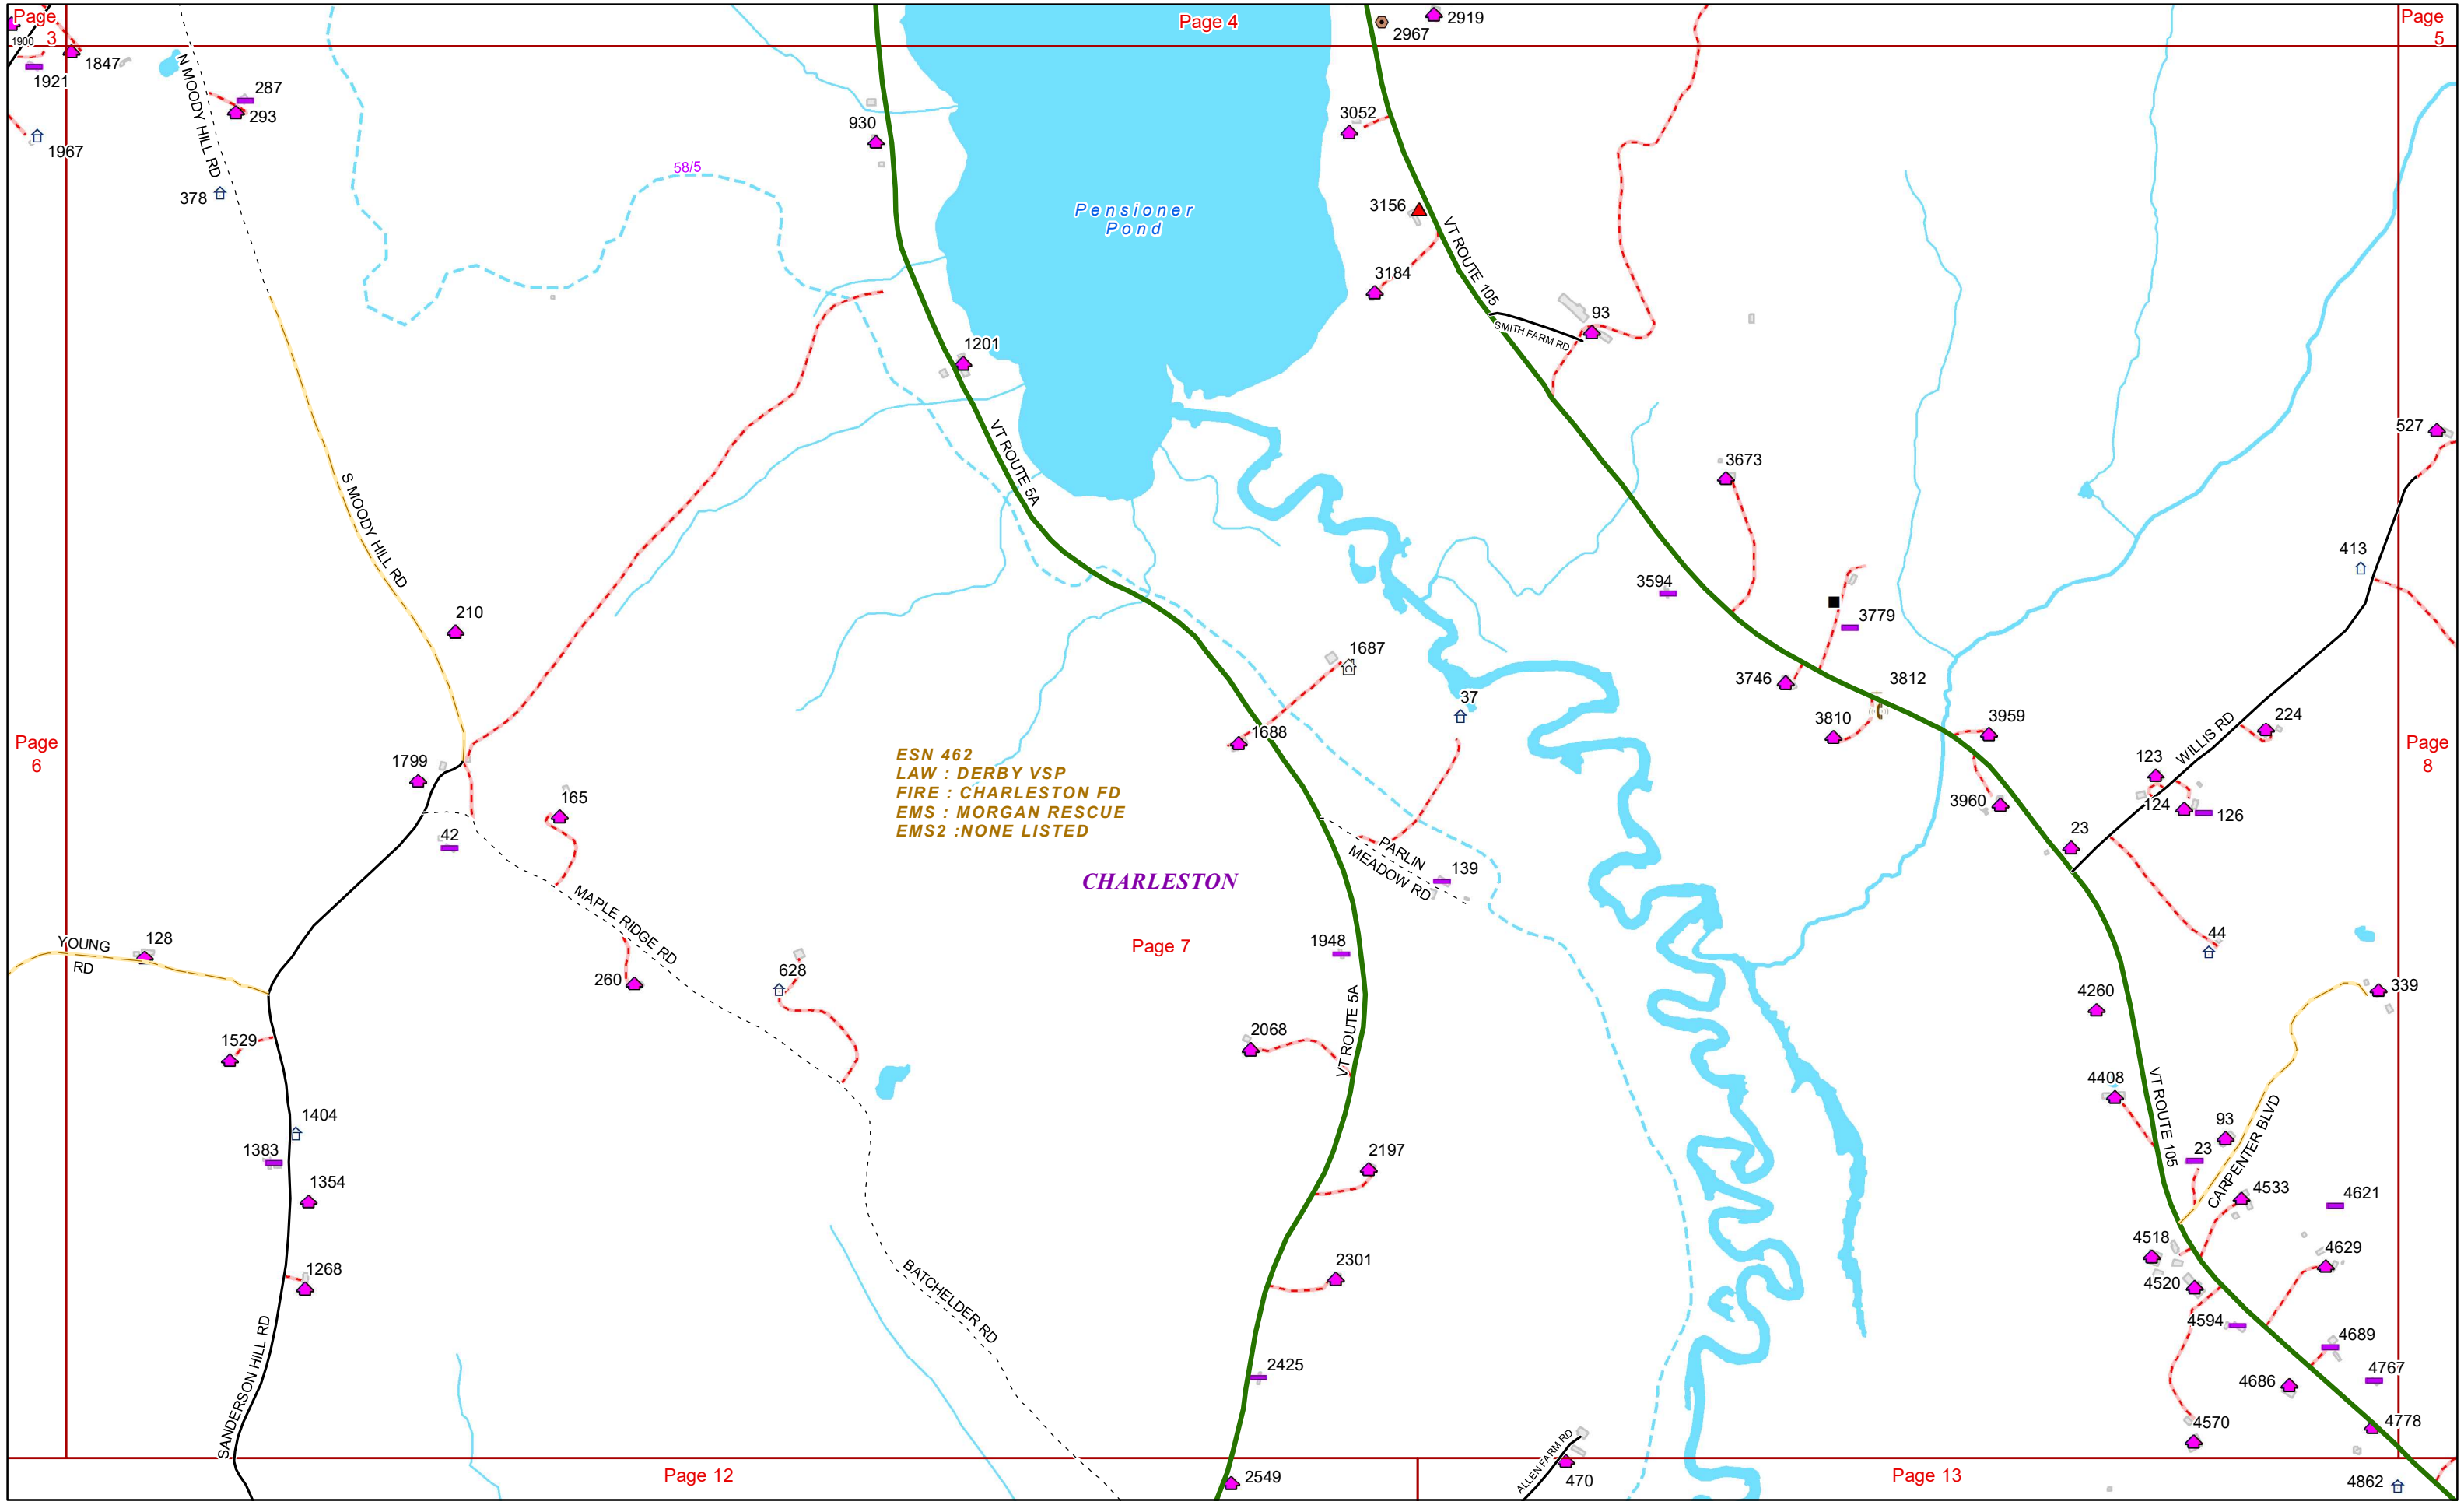 Page
3
Page 4
Page
5
2919
2967
1900
1847
1921
1967
N MOODY HILL RD
287
293
378
58/5
930
Pensioner
Pond
3052
3156
3184
VT ROUTE 105
SMITH FARM RD
93
1201
VT ROUTE 5A
S MOODY HILL RD
210
527
3673
3594
413
3779
1687
37
3746
3812
3810
3959
3960
224
WILLIS RD
123
124
126
23
Page
6
1799
1688
ESN 462
LAW : DERBY VSP
FIRE : CHARLESTON FD
EMS : MORGAN RESCUE
EMS2 :NONE LISTED
Page
8
165
42
PARLIN
MEADOW RD
139
CHARLESTON
MAPLE RIDGE RD
YOUNG
RD
128
Page 7
1948
260
628
44
339
4260
1529
2068
VT ROUTE 5A
1404
1383
1354
1268
4408
VT ROUTE 105
93
23
CARPENTER BLVD
4533
4621
2197
4518
4520
4629
2301
BATCHELDER RD
SANDERSON HILL RD
4594
4689
2425
4686
4767
4570
4778
ALLEN FARM RD
470
Page 12
2549
Page 13
4862